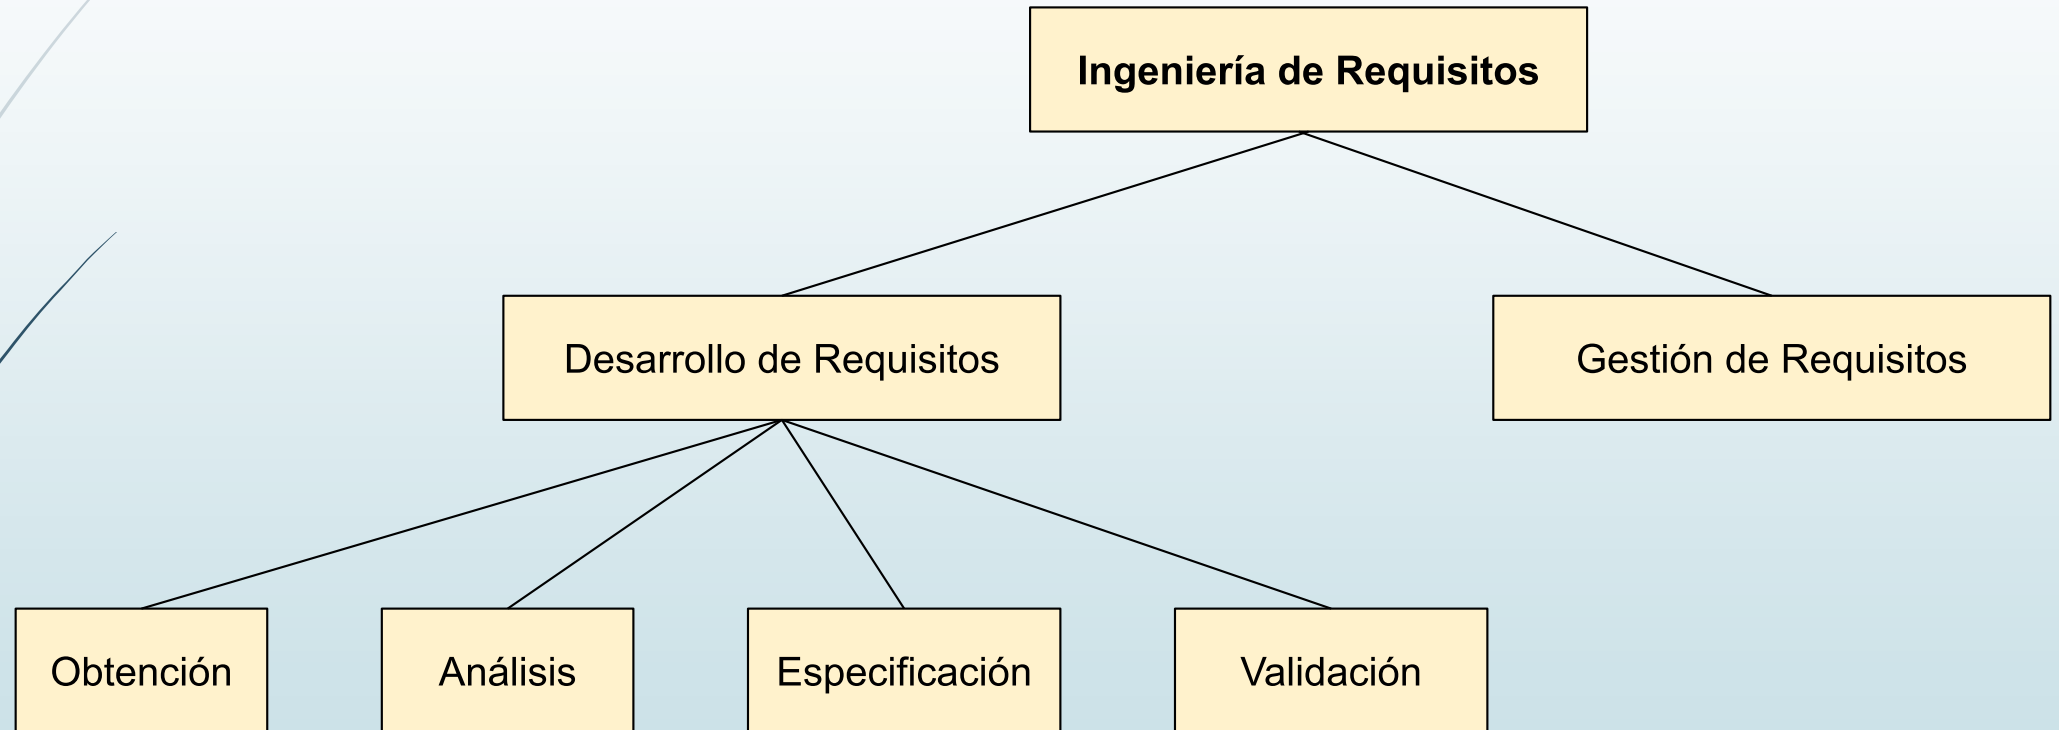 Ingeniería de Requisitos
Desarrollo de Requisitos
Gestión de Requisitos
Obtención
Análisis
Especificación
Validación